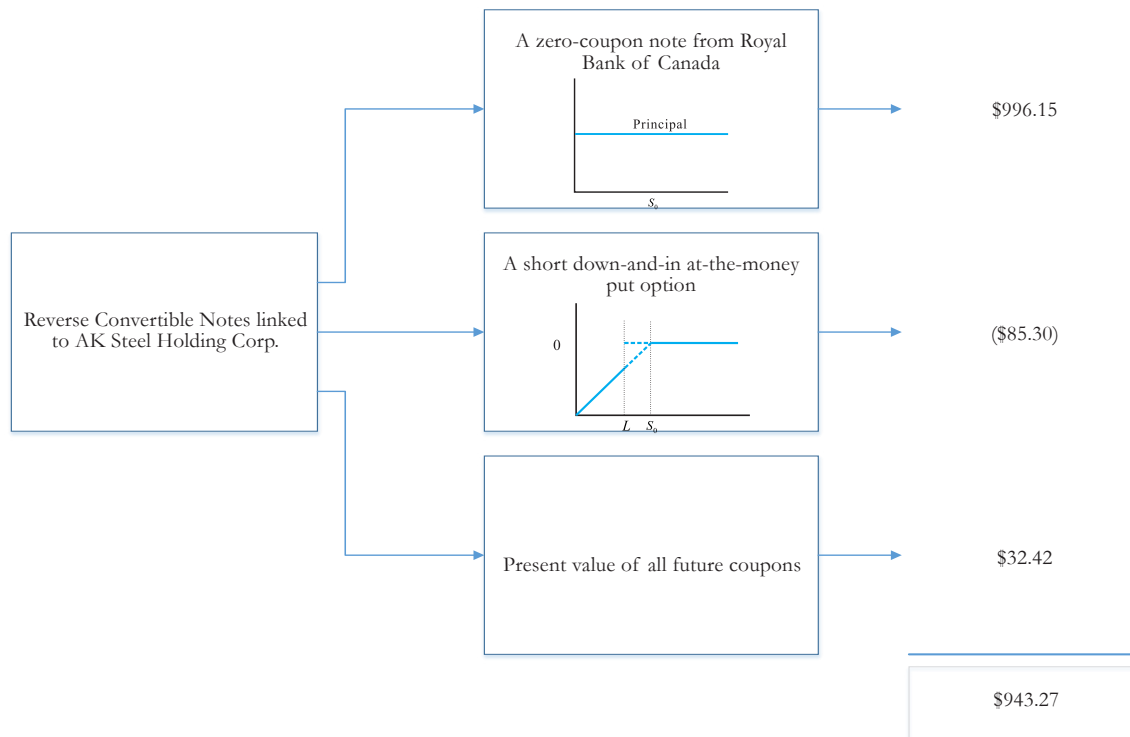 A zero-coupon note from Royal
Bank of Canada
Principal
S₀
$996.15
Reverse Convertible Notes linked
to AK Steel Holding Corp.
A short down-and-in at-the-money
put option
0
L S₀
($85.30)
Present value of all future coupons
$32.42
$943.27